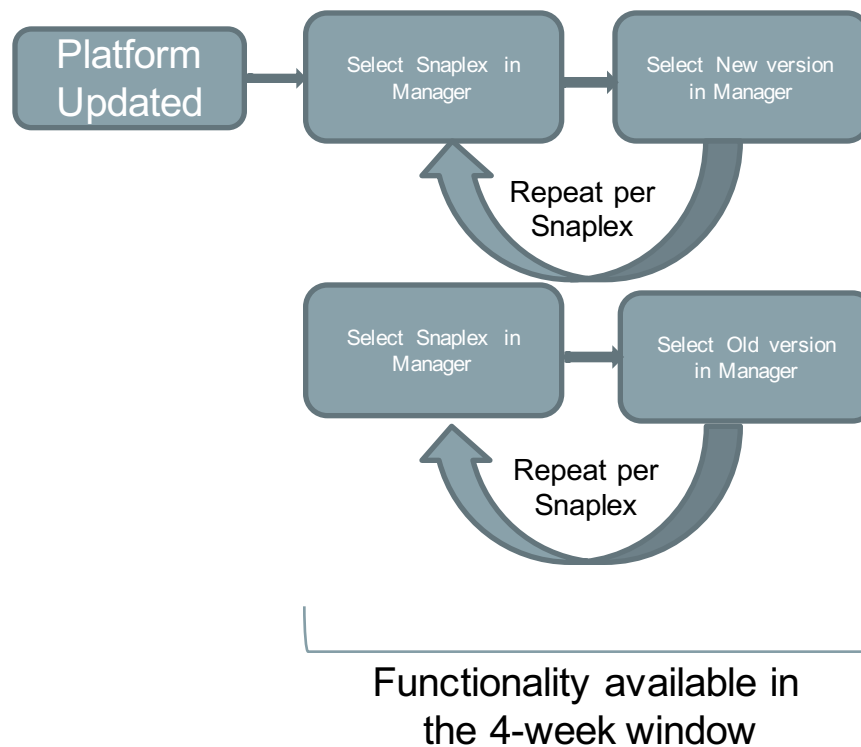 Platform
Updated
Select Snaplex in
Manager
Select New version
in Manager
Repeat per
Snaplex
Select Snaplex in
Manager
Select Old version
in Manager
Repeat per
Snaplex
Functionality available in
the 4-week window